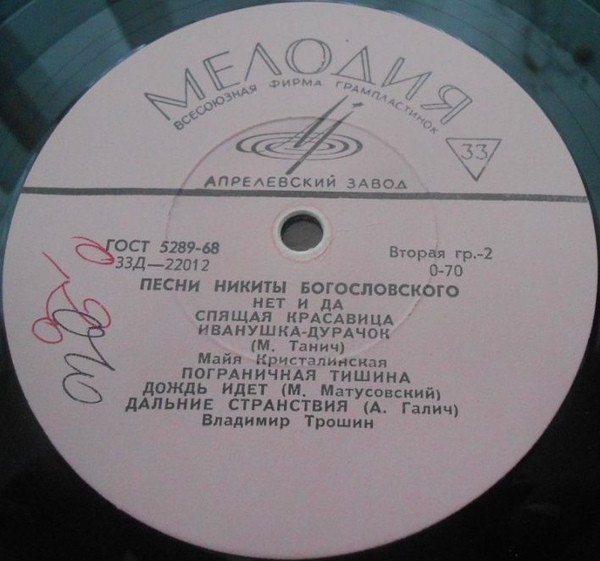 МЕЛОДИЯ
ВСЕСОЮЗНАЯ ФИРМА ГРАМПЛАСТИНОК
33
АПРЕЛЕВСКИЙ ЗАВОД
ГОСТ 5289-68
33Д—22012
Вторая гр.-2
0-70
ПЕСНИ НИКИТЫ БОГОСЛОВСКОГО
НЕТ И ДА
СПЯЩАЯ КРАСАВИЦА
ИВАНУШКА-ДУРАЧОК
(М. Танич)
Майя Кристалинская
ПОГРАНИЧНАЯ ТИШИНА
ДОЖДЬ ИДЕТ (М. Матусовский)
ДАЛЬНИЕ СТРАНСТВИЯ (А. Галич)
Владимир Трошин